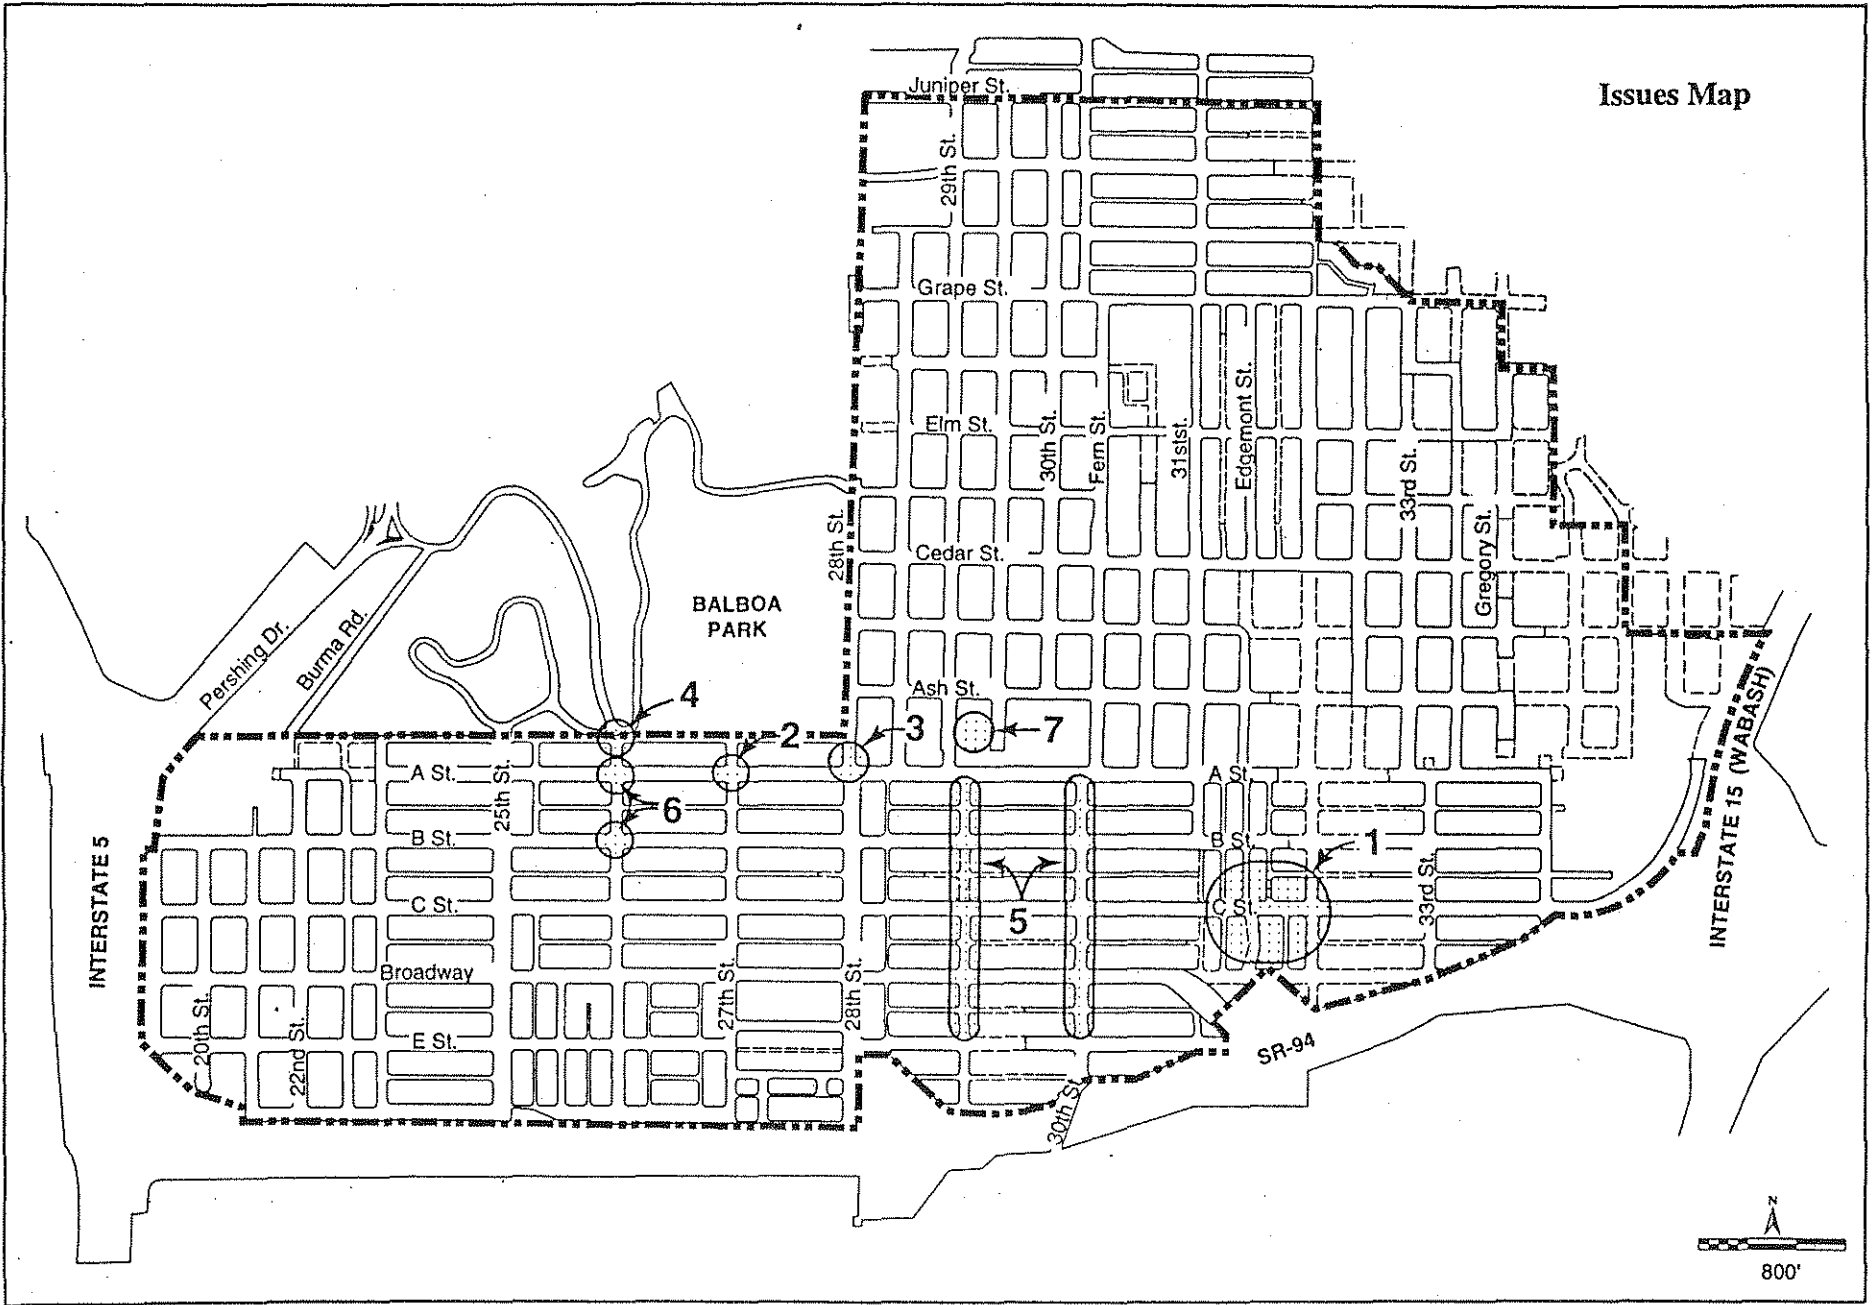 Issues Map
Juniper St.
29th St.
Grape St.
Elm St.
30th St.
Fern St.
31stst.
Edgemont St.
33rd St.
Gregory St.
28th St.
Cedar St.
BALBOA
PARK
Pershing Dr.
Burma Rd.
Ash St.
4
2
3
7
A St.
25th St.
6
B St.
A St.
B St.
1
INTERSTATE 5
INTERSTATE 15 (WABASH)
C St.
5
C St.
33rd St.
Broadway
20th St.
22nd St.
E St.
27th St.
28th St.
30th St.
SR-94
N
800'